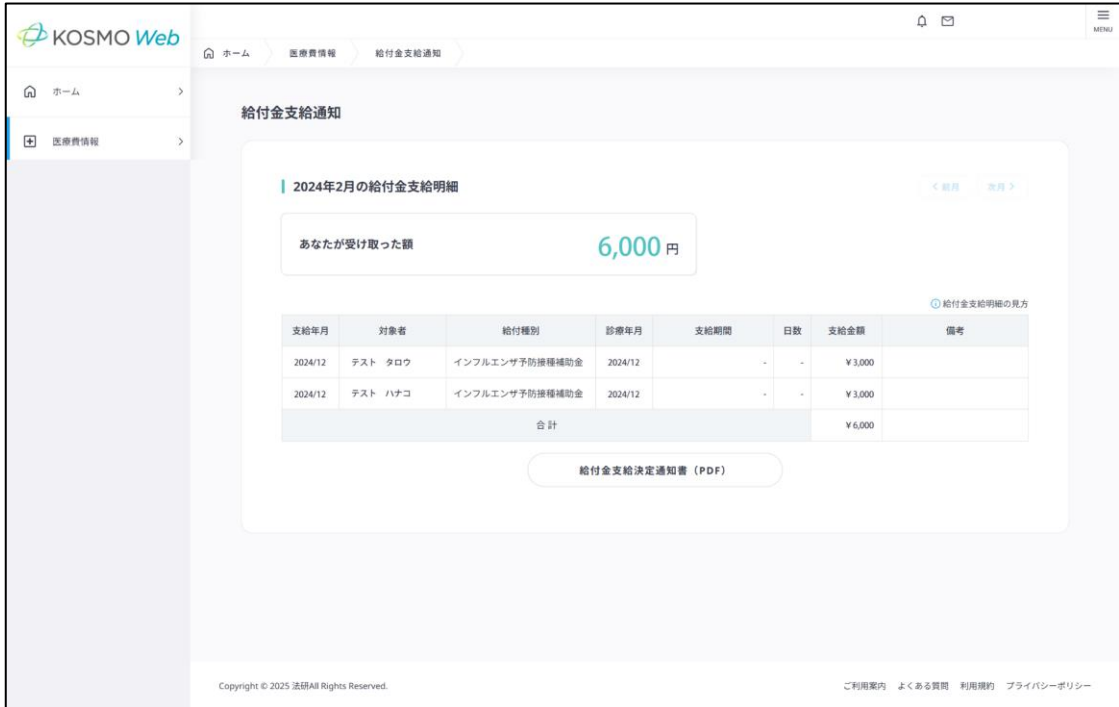 KOSMO Web
MENU
ホーム 医療費情報 給付金支給通知
ホーム
医療費情報
給付金支給通知
2024年2月の給付金支給明細
< 前月 次月 >
あなたが受け取った額 6,000 円
給付金支給明細の見方
支給年月 対象者 給付種別 診療年月 支給期間 日数 支給金額 備考
2024/12 テスト タロウ インフルエンザ予防接種補助金 2024/12 - - ¥3,000
2024/12 テスト ハナコ インフルエンザ予防接種補助金 2024/12 - - ¥3,000
合計 ¥6,000
給付金支給決定通知書（PDF）
Copyright © 2025 法研All Rights Reserved.
ご利用案内 よくある質問 利用規約 プライバシーポリシー